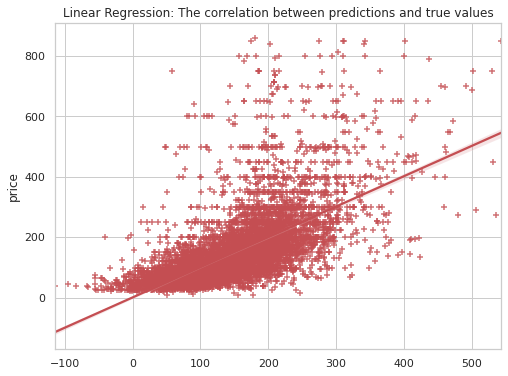 Linear Regression: The correlation between predictions and true values
price
800
600
400
200
0
-100 0 100 200 300 400 500